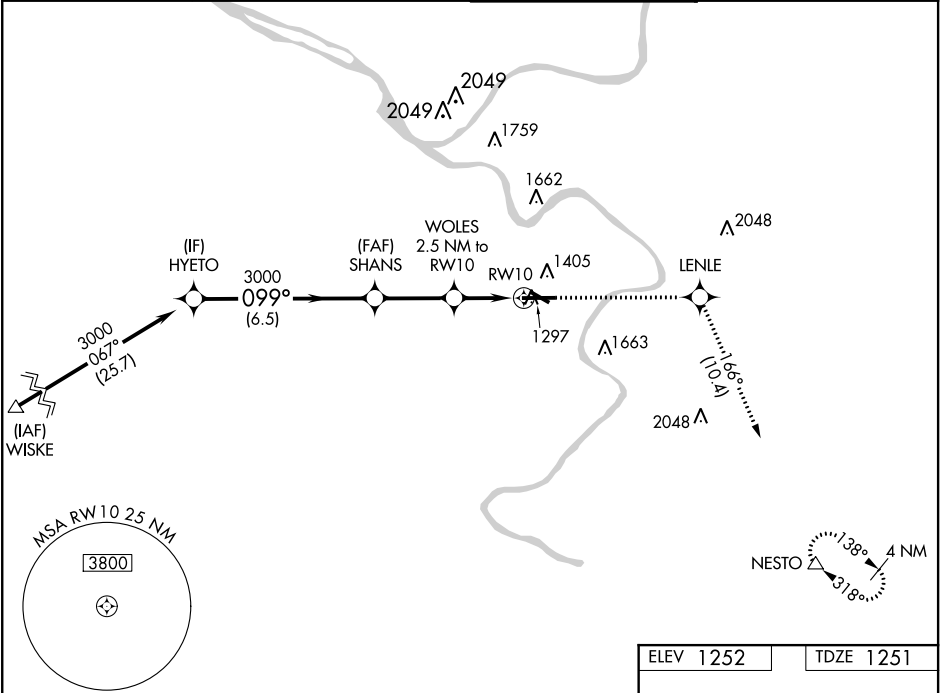 2049
2049
1759
1662
2048
(IF)
HYETO
(FAF)
SHANS
WOLES
2.5 NM to
RW10
RW10
1405
LENLE
3000
099°
(6.5)
1297
1663
3000
067°
(25.7)
166°
(10.4)
2048
(IAF)
WISKE
MSA RW10 25 NM
3800
NESTO
138°
4 NM
318°
ELEV 1252
TDZE 1251